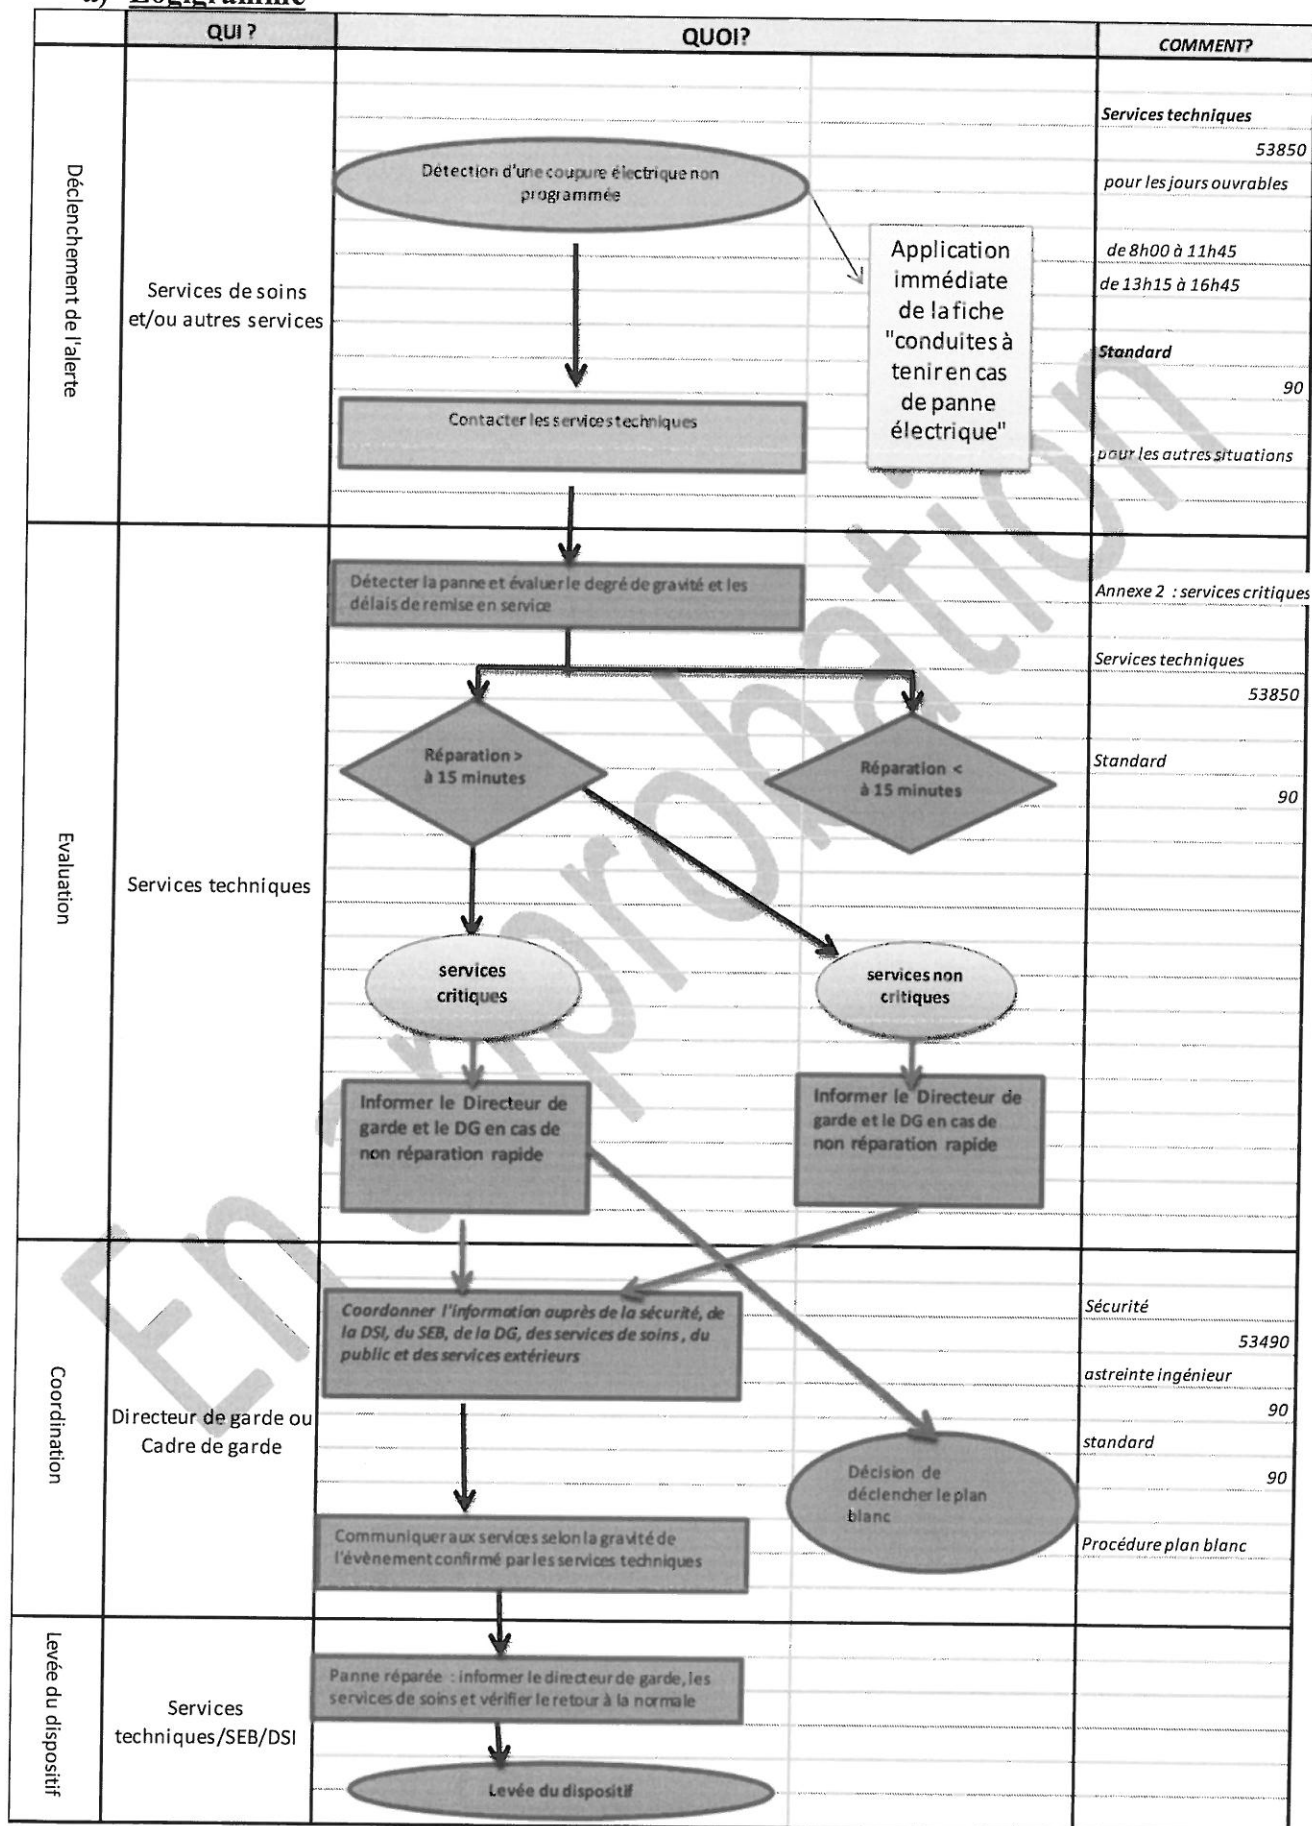 a) Logigramme
QUI ?
QUOI?
COMMENT?
Déclenchement de l'alerte
Services de soins
et/ou autres services
Détection d'une coupure électrique non
programmée
Application
immédiate
de la fiche
"conduites à
tenir en cas
de panne
électrique"
Contacter les services techniques
Services techniques
53850
pour les jours ouvrables
de 8h00 à 11h45
de 13h15 à 16h45
Standard
90
pour les autres situations
Evaluation
Services techniques
Détecter la panne et évaluer le degré de gravité et les
délais de remise en service
Réparation >
à 15 minutes
Réparation <
à 15 minutes
services
critiques
services non
critiques
Informer le Directeur de
garde et le DG en cas de
non réparation rapide
Informer le Directeur de
garde et le DG en cas de
non réparation rapide
Annexe 2 : services critiques
Services techniques
53850
Standard
90
Coordination
Directeur de garde ou
Cadre de garde
Coordonner l'information auprès de la sécurité, de
la DSI, du SEB, de la DG, des services de soins, du
public et des services extérieurs
Décision de
déclencher le plan
blanc
Communiquer aux services selon la gravité de
l'évènement confirmé par les services techniques
Sécurité
53490
astreinte ingénieur
90
standard
90
Procédure plan blanc
Levée du dispositif
Services
techniques/SEB/DSI
Panne réparée : informer le directeur de garde, les
services de soins et vérifier le retour à la normale
Levée du dispositif